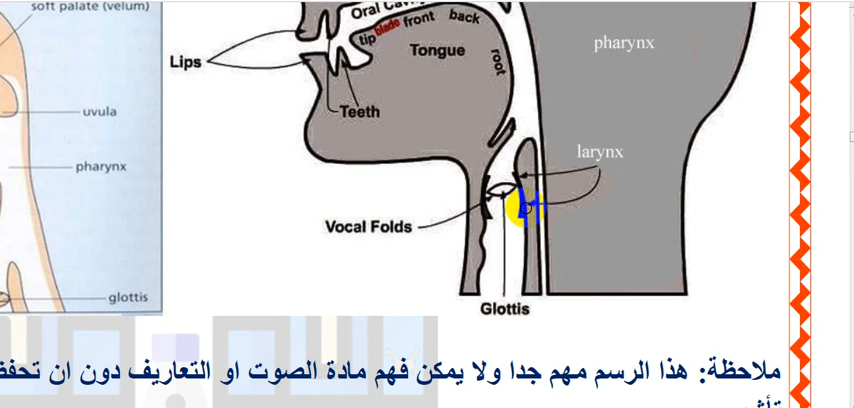 soft palate (velum)
uvula
pharynx
glottis
Oral
tip blade front back
Tongue
root
Lips
Teeth
pharynx
larynx
Vocal Folds
Glottis
ملاحظة: هذا الرسم مهم جدا ولا يمكن فهم مادة الصوت او التعاريف دون ان